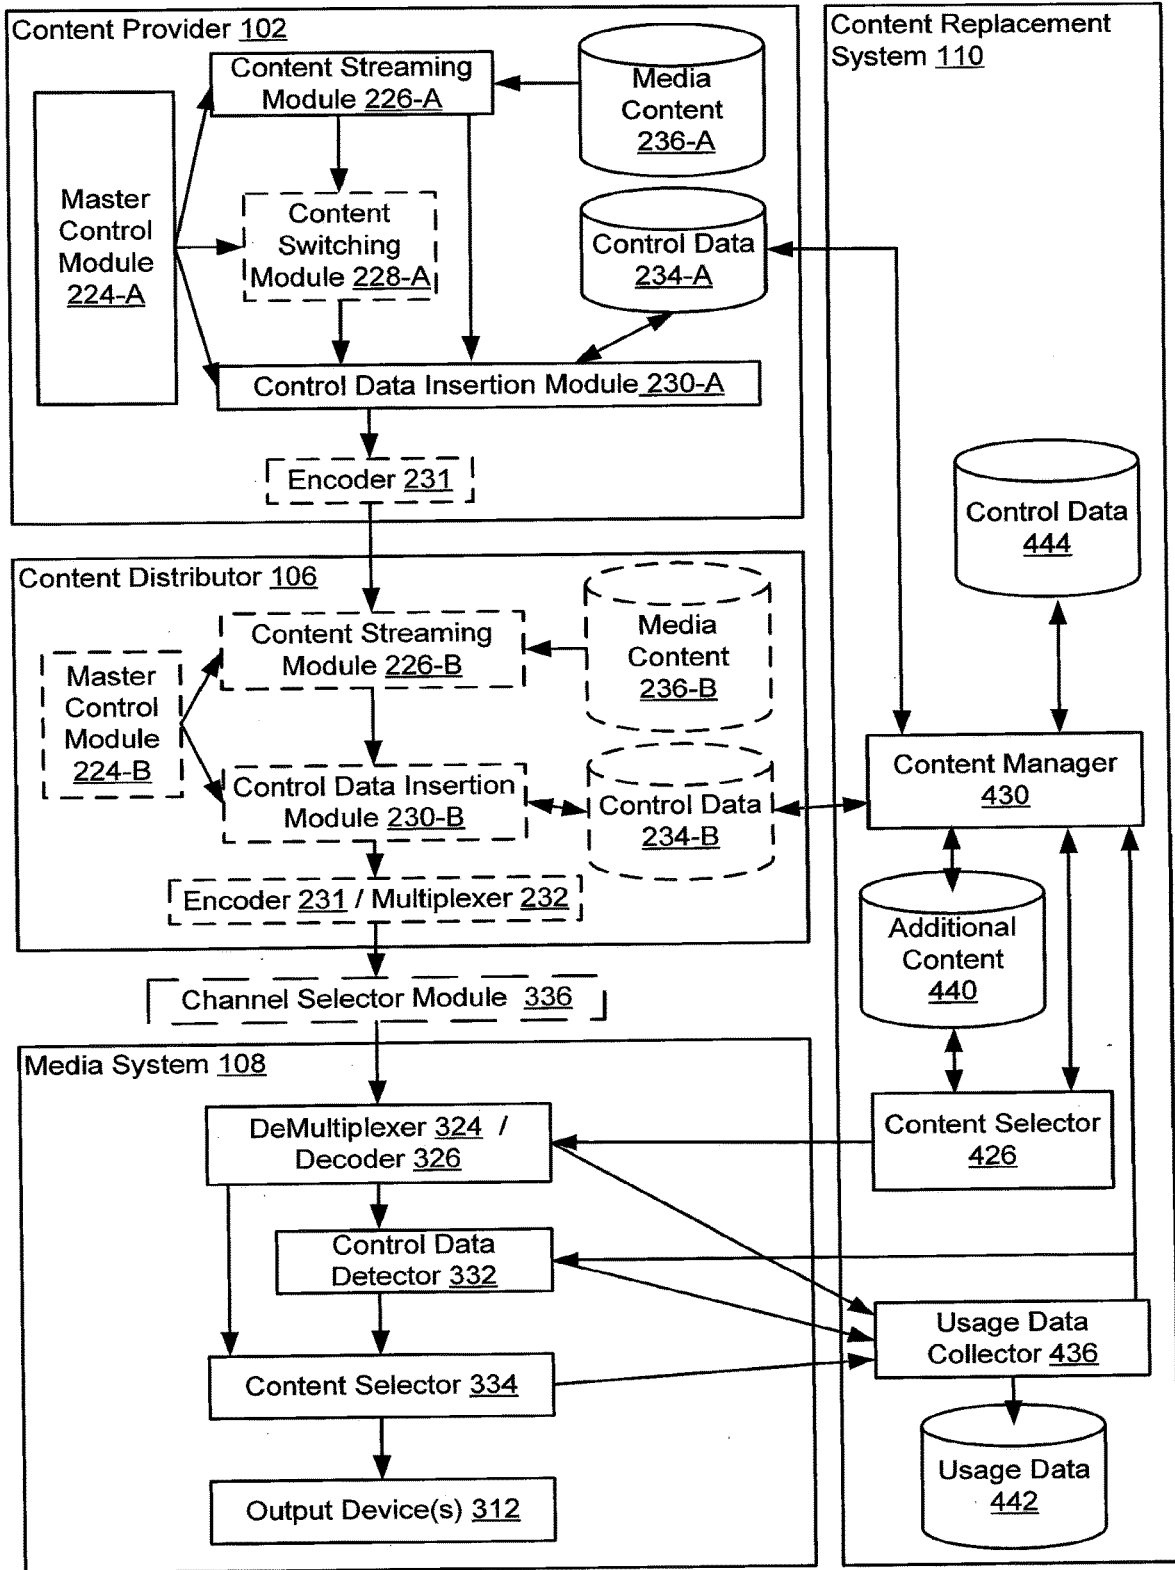 Content Provider 102
Content Streaming
Module 226-A
Media
Content
236-A
Master
Control
Module
224-A
Content
Switching
Module 228-A
Control Data
234-A
Control Data Insertion Module 230-A
Encoder 231
Content Distributor 106
Content Streaming
Module 226-B
Media
Content
236-B
Master
Control
Module
224-B
Control Data Insertion
Module 230-B
Control Data
234-B
Encoder 231 / Multiplexer 232
Channel Selector Module 336
Media System 108
DeMultiplexer 324 /
Decoder 326
Control Data
Detector 332
Content Selector 334
Output Device(s) 312
Content Replacement
System 110
Control Data
444
Content Manager
430
Additional
Content
440
Content Selector
426
Usage Data
Collector 436
Usage Data
442